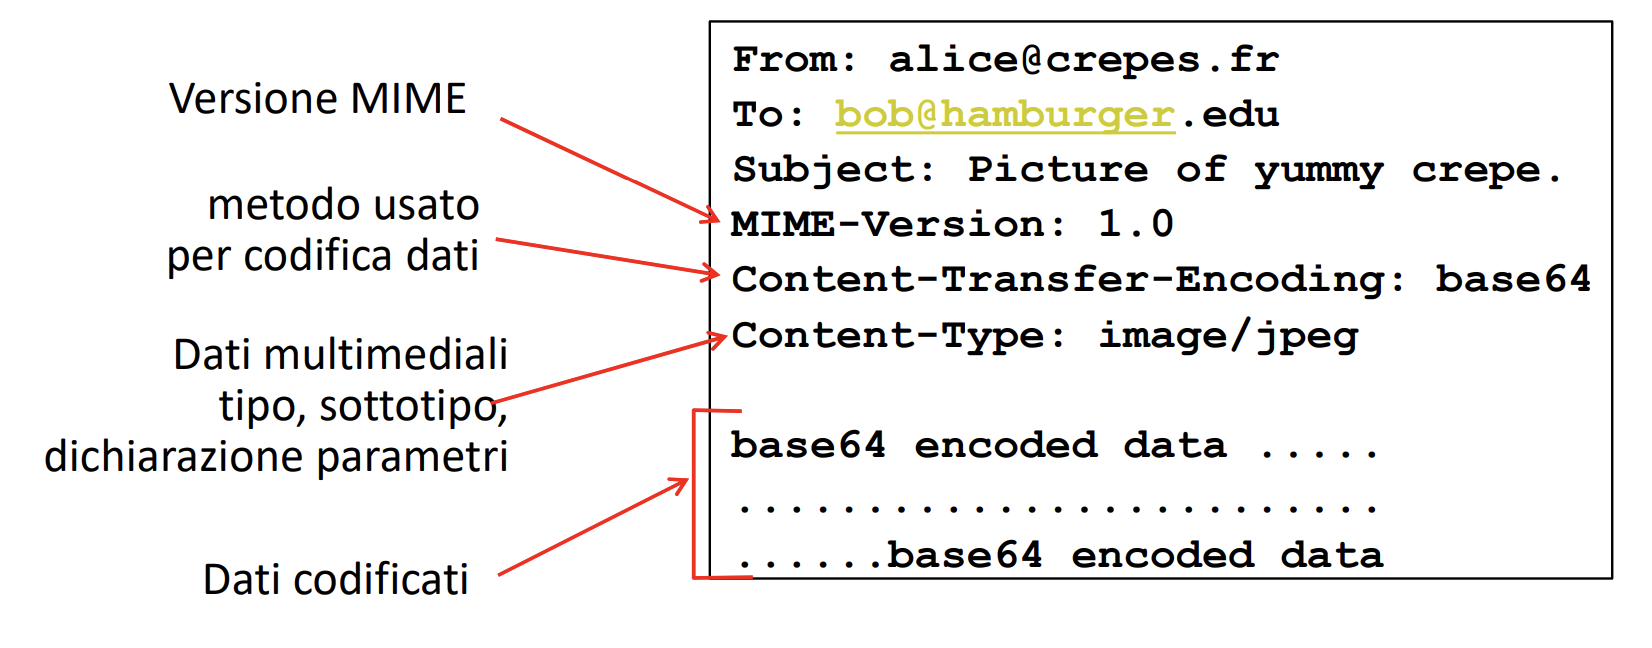 Versione MIME
metodo usato
per codifica dati
Dati multimediali
tipo, sottotipo,
dichiarazione parametri
Dati codificati
From: alice@crepes.fr
To: bob@hamburger.edu
Subject: Picture of yummy crepe.
MIME-Version: 1.0
Content-Transfer-Encoding: base64
Content-Type: image/jpeg
base64 encoded data .....
.........................
......base64 encoded data